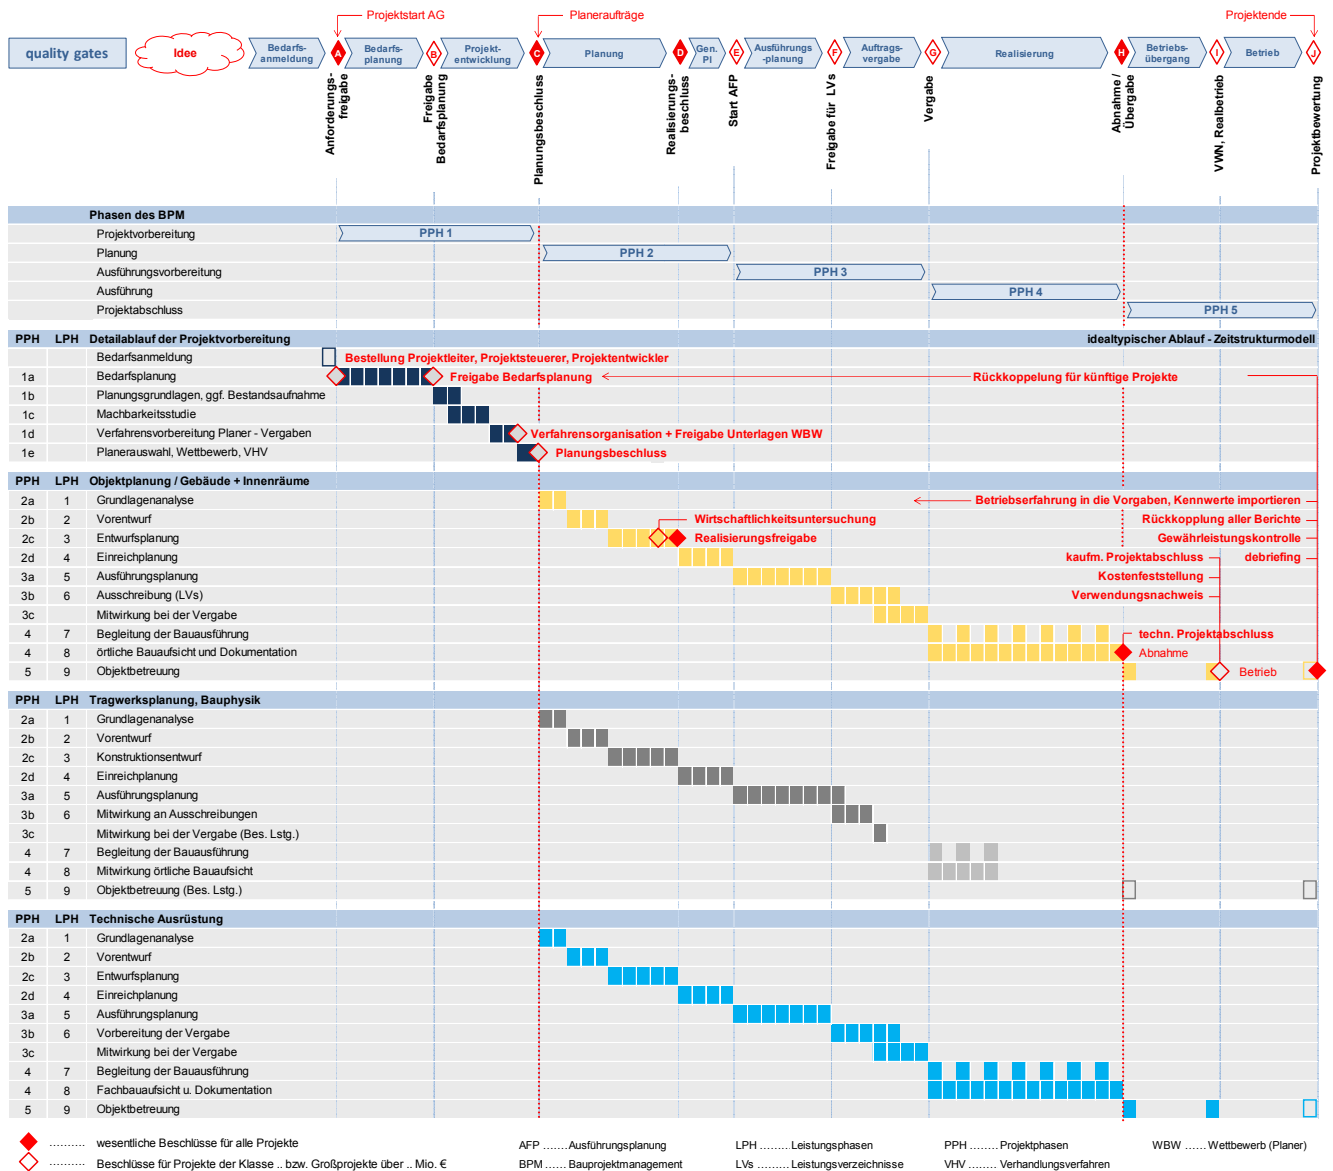 Projektstart AG
Planeraufträge
Projektende
quality gates
Idee
Bedarfs-
anmeldung
A
Bedarfs-
planung
B
Projekt-
entwicklung
C
Planung
D
Gen.
Pl
E
Ausführungs
-planung
F
Auftrags-
vergabe
G
Realisierung
H
Betriebs-
übergang
I
Betrieb
J
Anforderungs-
freigabe
Freigabe
Bedarfsplanung
Planungsbeschluss
Realisierungs-
beschluss
Start AFP
Freigabe für LVs
Vergabe
Abnahme /
Übergabe
VWN, Realbetrieb
Projektbewertung
Phasen des BPM
Projektvorbereitung PPH 1
Planung PPH 2
Ausführungsvorbereitung PPH 3
Ausführung PPH 4
Projektabschluss PPH 5
PPH LPH Detailablauf der Projektvorbereitung idealtypischer Ablauf - Zeitstrukturmodell
Bedarfsanmeldung Bestellung Projektleiter, Projektsteuerer, Projektentwickler
1a Bedarfsplanung Freigabe Bedarfsplanung Rückkoppelung für künftige Projekte
1b Planungsgrundlagen, ggf. Bestandsaufnahme
1c Machbarkeitsstudie
1d Verfahrensvorbereitung Planer - Vergaben Verfahrensorganisation + Freigabe Unterlagen WBW
1e Planerauswahl, Wettbewerb, VHV Planungsbeschluss
PPH LPH Objektplanung / Gebäude + Innenräume
2a 1 Grundlagenanalyse Betriebserfahrung in die Vorgaben, Kennwerte importieren
2b 2 Vorentwurf Wirtschaftlichkeitsuntersuchung Rückkopplung aller Berichte
2c 3 Entwurfsplanung Realisierungsfreigabe Gewährleistungskontrolle
2d 4 Einreichplanung kaufm. Projektabschluss debriefing
3a 5 Ausführungsplanung Kostenfeststellung
3b 6 Ausschreibung (LVs) Verwendungsnachweis
3c Mitwirkung bei der Vergabe
4 7 Begleitung der Bauausführung techn. Projektabschluss
4 8 örtliche Bauaufsicht und Dokumentation Abnahme
5 9 Objektbetreuung Betrieb
PPH LPH Tragwerksplanung, Bauphysik
2a 1 Grundlagenanalyse
2b 2 Vorentwurf
2c 3 Konstruktionsentwurf
2d 4 Einreichplanung
3a 5 Ausführungsplanung
3b 6 Mitwirkung an Ausschreibungen
3c Mitwirkung bei der Vergabe (Bes. Lstg.)
4 7 Begleitung der Bauausführung
4 8 Mitwirkung örtliche Bauaufsicht
5 9 Objektbetreuung (Bes. Lstg.)
PPH LPH Technische Ausrüstung
2a 1 Grundlagenanalyse
2b 2 Vorentwurf
2c 3 Entwurfsplanung
2d 4 Einreichplanung
3a 5 Ausführungsplanung
3b 6 Vorbereitung der Vergabe
3c Mitwirkung bei der Vergabe
4 7 Begleitung der Bauausführung
4 8 Fachbauaufsicht u. Dokumentation
5 9 Objektbetreuung
.......... wesentliche Beschlüsse für alle Projekte
.......... Beschlüsse für Projekte der Klasse .. bzw. Großprojekte über .. Mio. €
AFP ......Ausführungsplanung LPH ........Leistungsphasen PPH ........Projektphasen WBW .....Wettbewerb (Planer)
BPM ......Bauprojektmanagement LVs .........Leistungsverzeichnisse VHV ........Verhandlungsverfahren